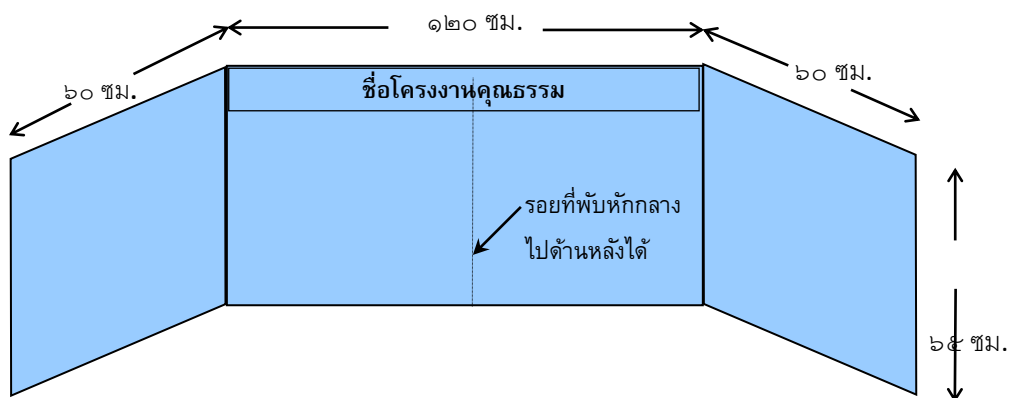 ๑๒๐ ซม.
๖๐ ซม.
๖๐ ซม.
ชื่อโครงงานคุณธรรม
รอยที่พับหักกลาง
ไปด้านหลังได้
๖๕ ซม.